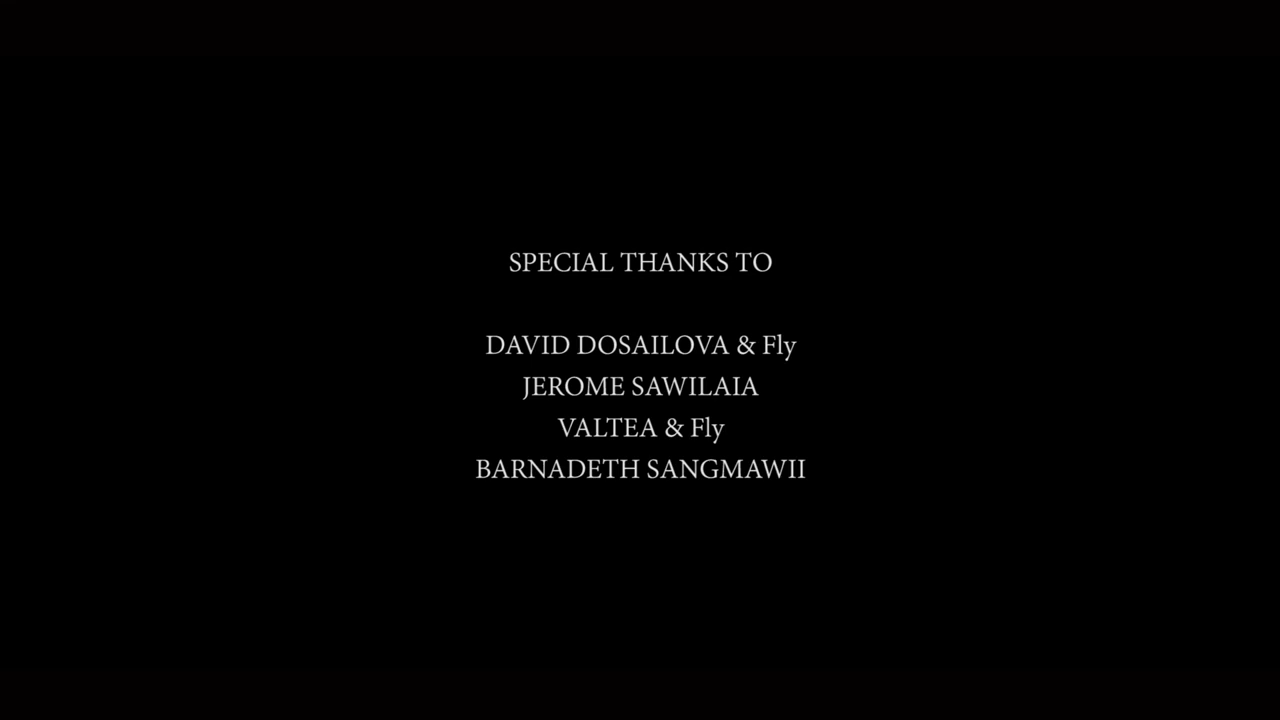 SPECIAL THANKS TO
DAVID DOSAILOVA & Fly
JEROME SAWILAIA
VALTEA & Fly
BARNADETH SANGMAWII